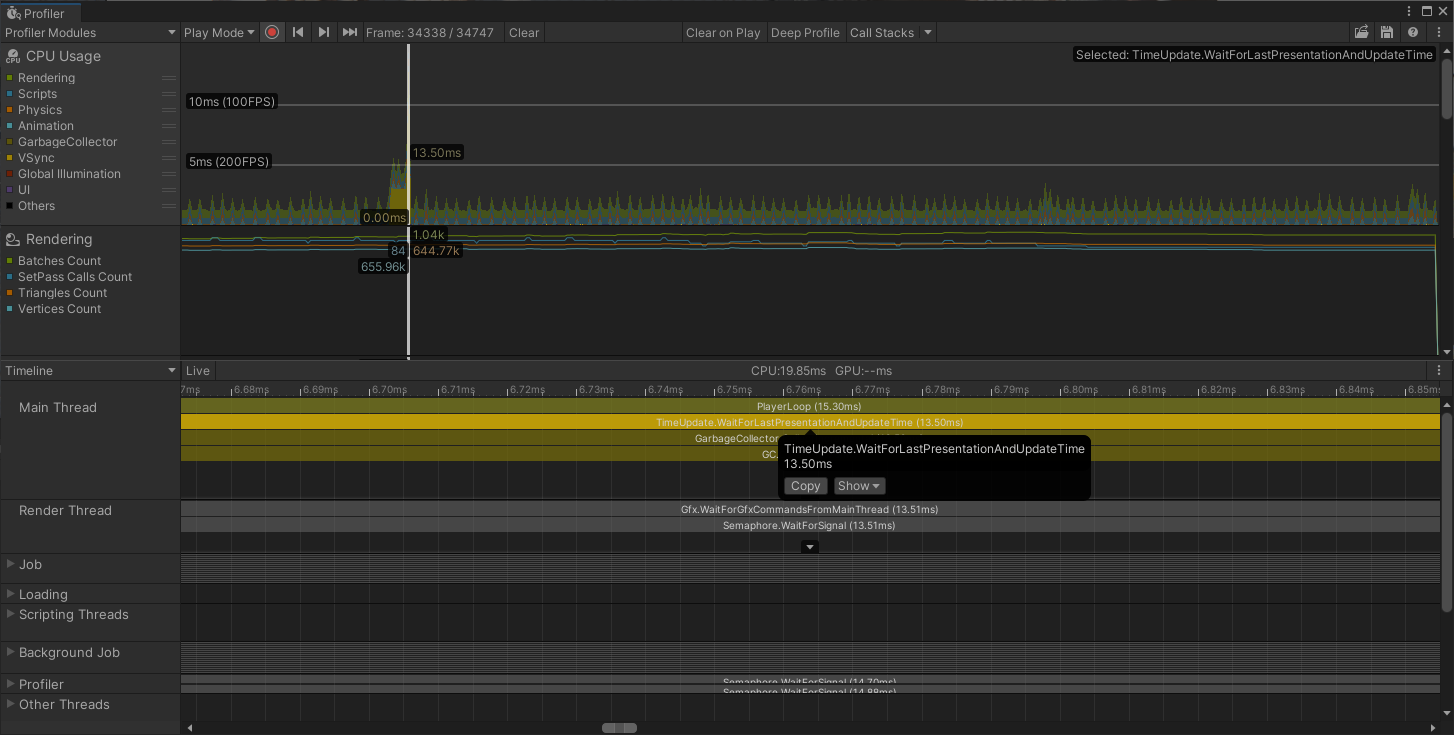 Profiler
Profiler Modules
Play Mode
Frame: 34338 / 34747
Clear
Clear on Play
Deep Profile
Call Stacks
CPU Usage
Selected: TimeUpdate.WaitForLastPresentationAndUpdateTime
Rendering
Scripts
Physics
Animation
GarbageCollector
VSync
Global Illumination
UI
Others
10ms (100FPS)
13.50ms
5ms (200FPS)
0.00ms
Rendering
Batches Count
SetPass Calls Count
Triangles Count
Vertices Count
1.04k
84
644.77k
655.96k
Timeline
Live
CPU:19.85ms GPU:--ms
7ms 6.68ms 6.69ms 6.70ms 6.71ms 6.72ms 6.73ms 6.74ms 6.75ms 6.76ms 6.77ms 6.78ms 6.79ms 6.80ms 6.81ms 6.82ms 6.83ms 6.84ms 6.85ms
Main Thread
PlayerLoop (15.30ms)
TimeUpdate.WaitForLastPresentationAndUpdateTime (13.50ms)
GarbageCollector
GC.
TimeUpdate.WaitForLastPresentationAndUpdateTime
13.50ms
Copy
Show
Render Thread
Gfx.WaitForGfxCommandsFromMainThread (13.51ms)
Semaphore.WaitForSignal (13.51ms)
Job
Loading
Scripting Threads
Background Job
Profiler
Semaphore.WaitForSignal (14.70ms)
Semaphore.WaitForSignal (14.88ms)
Other Threads